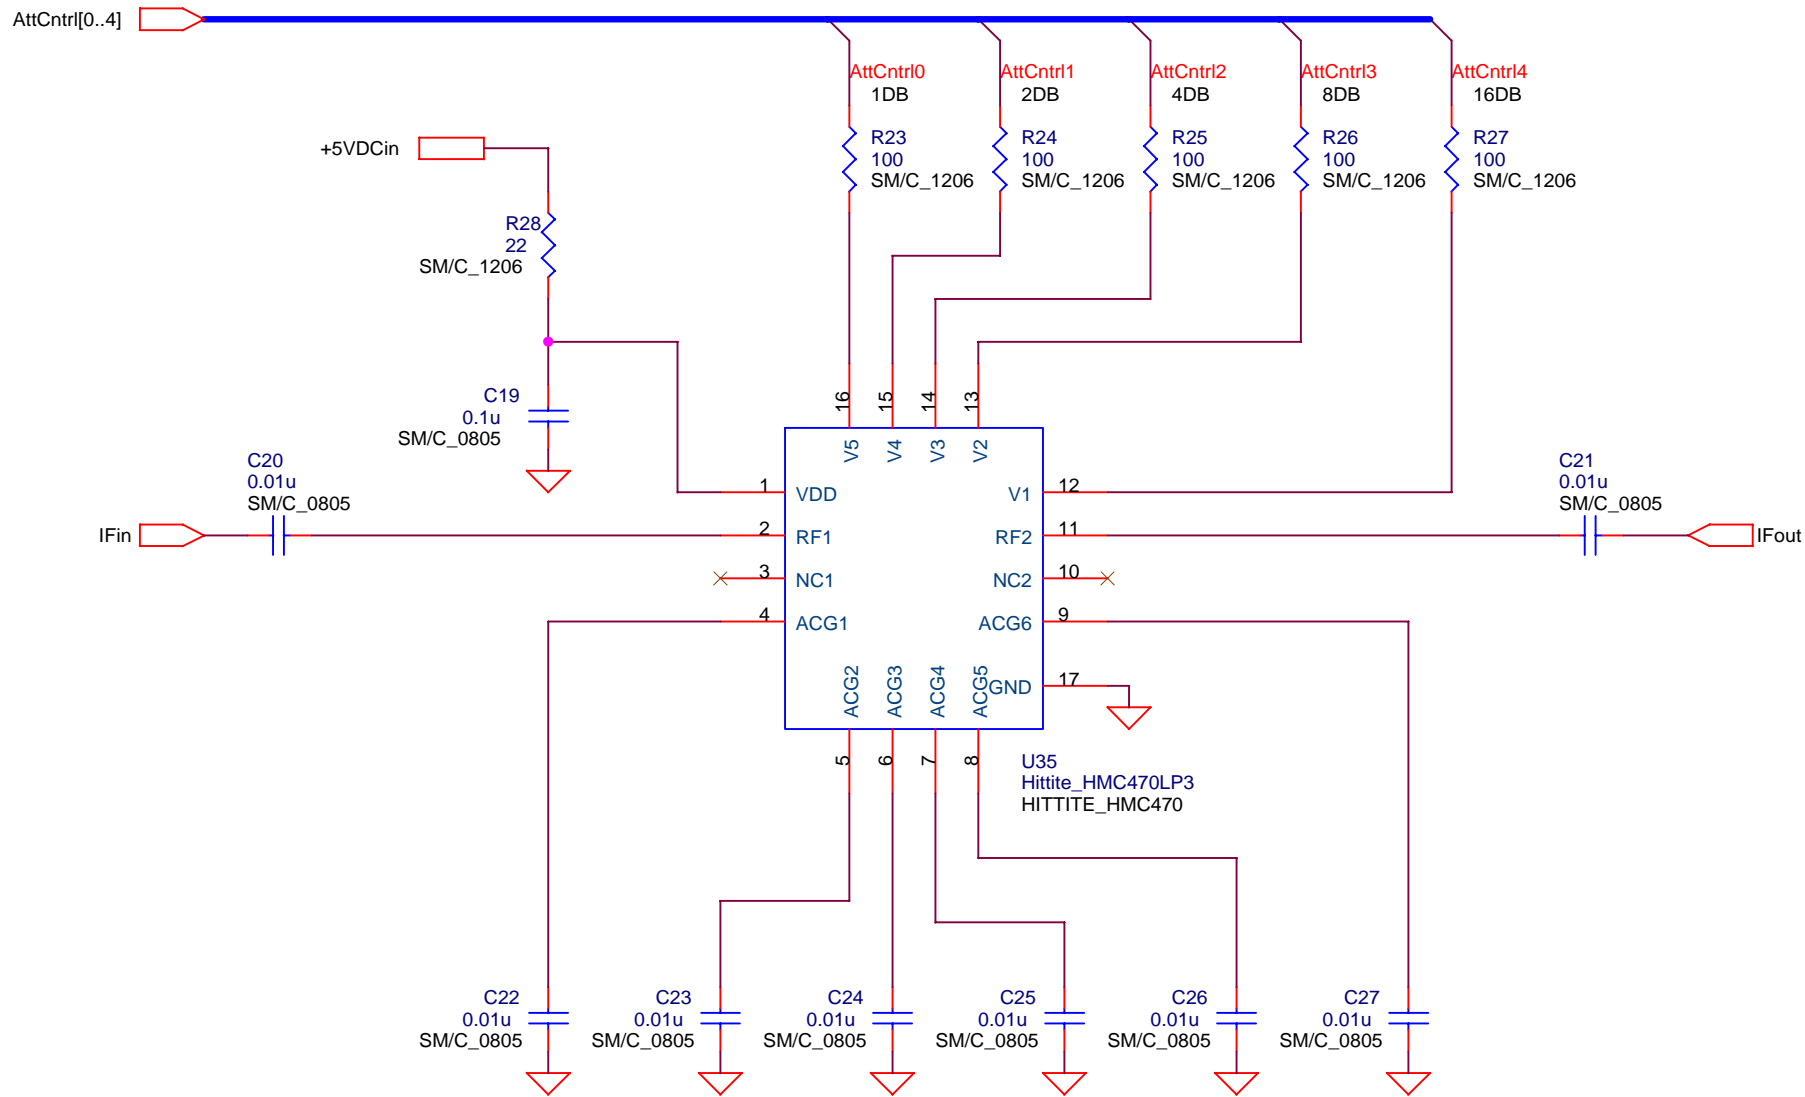 AttCntrl[0..4]
AttCntrl0
1DB
AttCntrl1
2DB
AttCntrl2
4DB
AttCntrl3
8DB
AttCntrl4
16DB
R23
100
SM/C_1206
R24
100
SM/C_1206
R25
100
SM/C_1206
R26
100
SM/C_1206
R27
100
SM/C_1206
+5VDCin
R28
22
SM/C_1206
C19
0.1u
SM/C_0805
C20
0.01u
SM/C_0805
IFin
C21
0.01u
SM/C_0805
IFout
16
15
14
13
V5
V4
V3
V2
1
VDD
V1
12
2
RF1
RF2
11
3
NC1
NC2
10
4
ACG1
ACG6
9
ACG2
ACG3
ACG4
ACG5
GND
17
5
6
7
8
U35
Hittite_HMC470LP3
HITTITE_HMC470
C22
0.01u
SM/C_0805
C23
0.01u
SM/C_0805
C24
0.01u
SM/C_0805
C25
0.01u
SM/C_0805
C26
0.01u
SM/C_0805
C27
0.01u
SM/C_0805